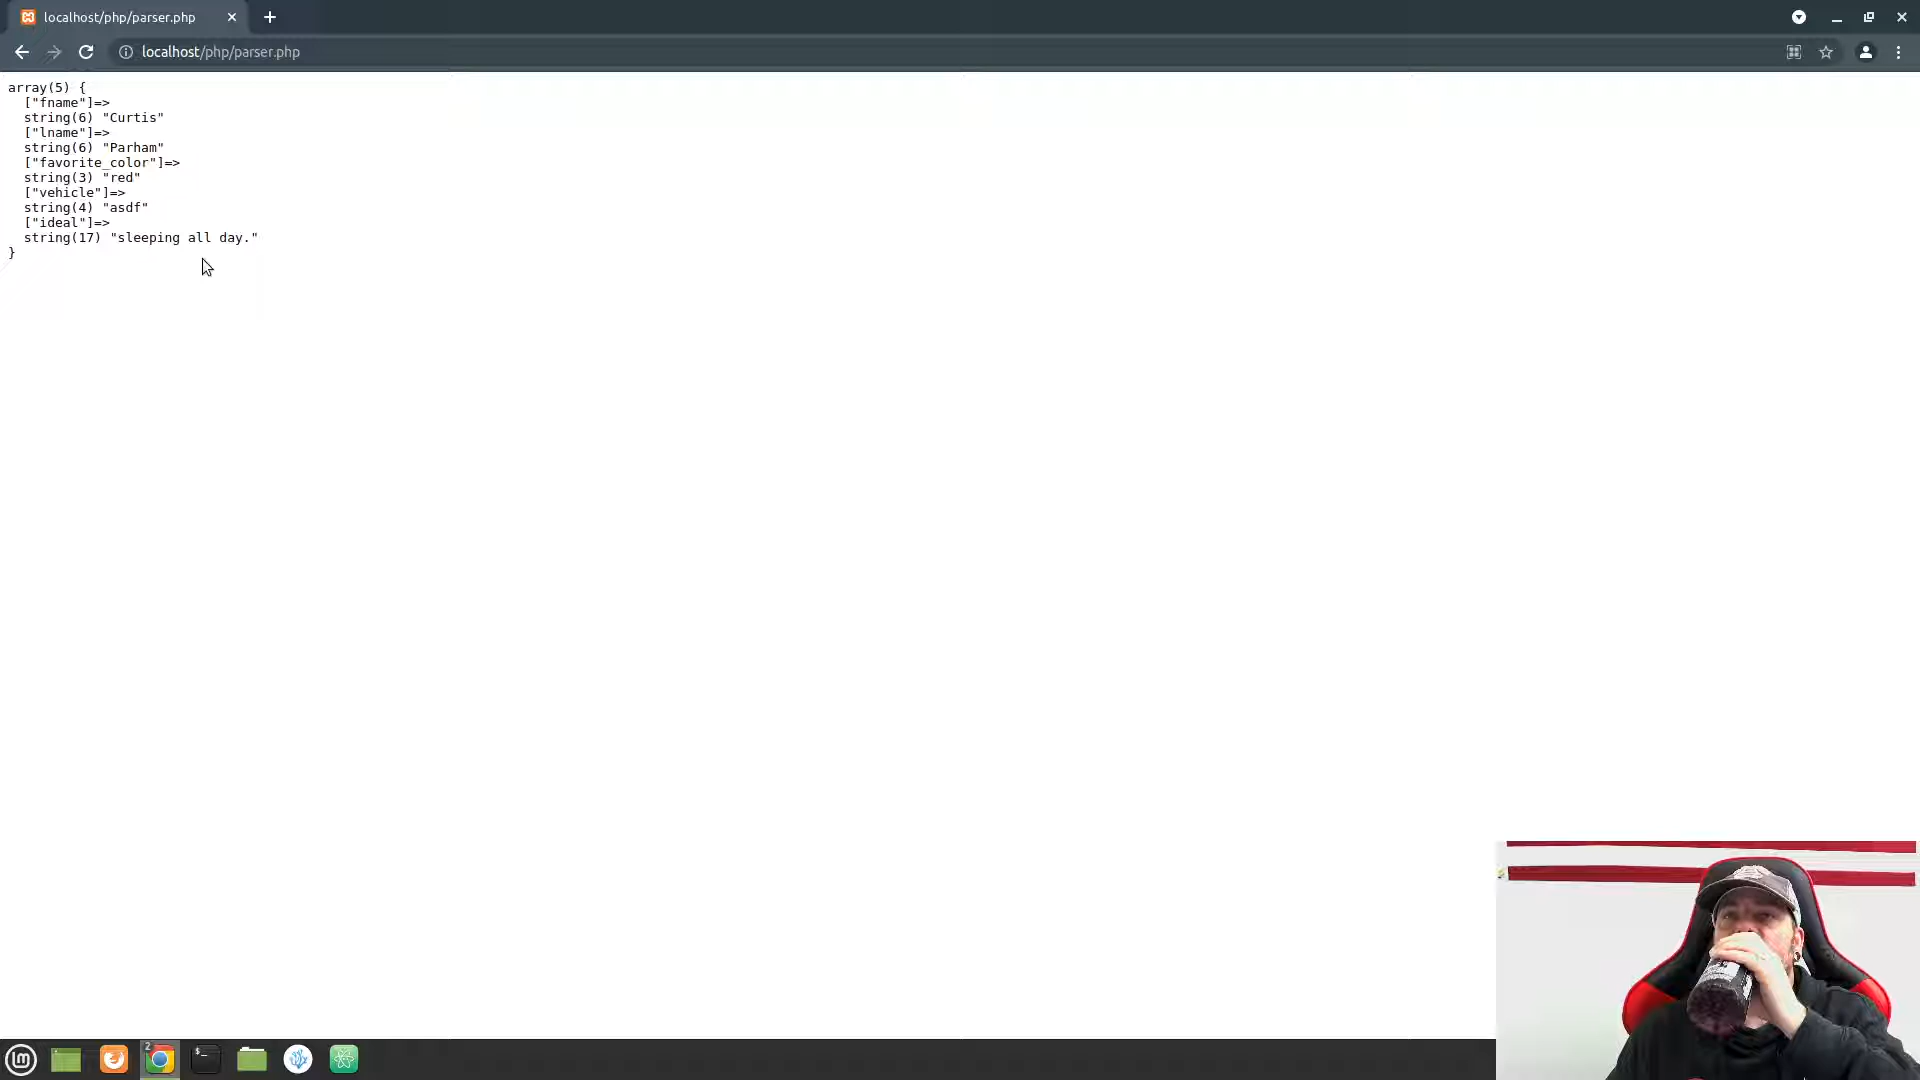 localhost/php/parser.php
localhost/php/parser.php
array(5) {
["fname"]=>
string(6) "Curtis"
["lname"]=>
string(6) "Parham"
["favorite_color"]=>
string(3) "red"
["vehicle"]=>
string(4) "asdf"
["ideal"]=>
string(17) "sleeping all day."
}
2
$_